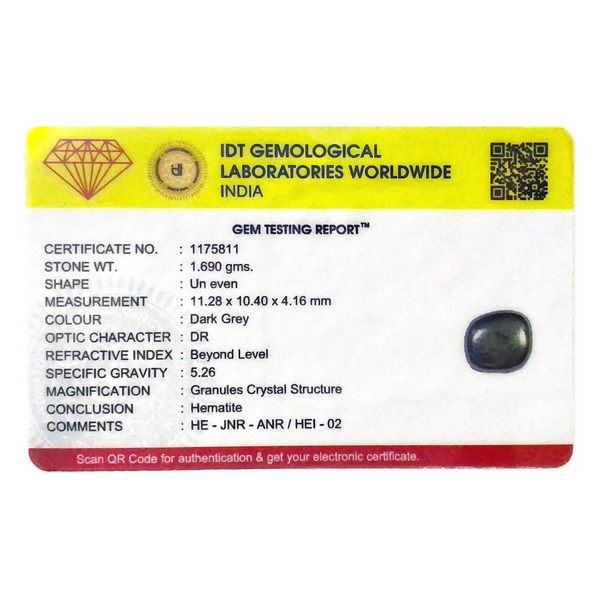 IDT GEMOLOGICAL
LABORATORIES WORLDWIDE
INDIA
GEM TESTING REPORT™
CERTIFICATE NO. : 1175811
STONE WT. : 1.690 gms.
SHAPE : Un even
MEASUREMENT : 11.28 x 10.40 x 4.16 mm
COLOUR : Dark Grey
OPTIC CHARACTER : DR
REFRACTIVE INDEX : Beyond Level
SPECIFIC GRAVITY : 5.26
MAGNIFICATION : Granules Crystal Structure
CONCLUSION : Hematite
COMMENTS : HE - JNR - ANR / HEI - 02
Scan QR Code for authentication & get your electronic certificate.